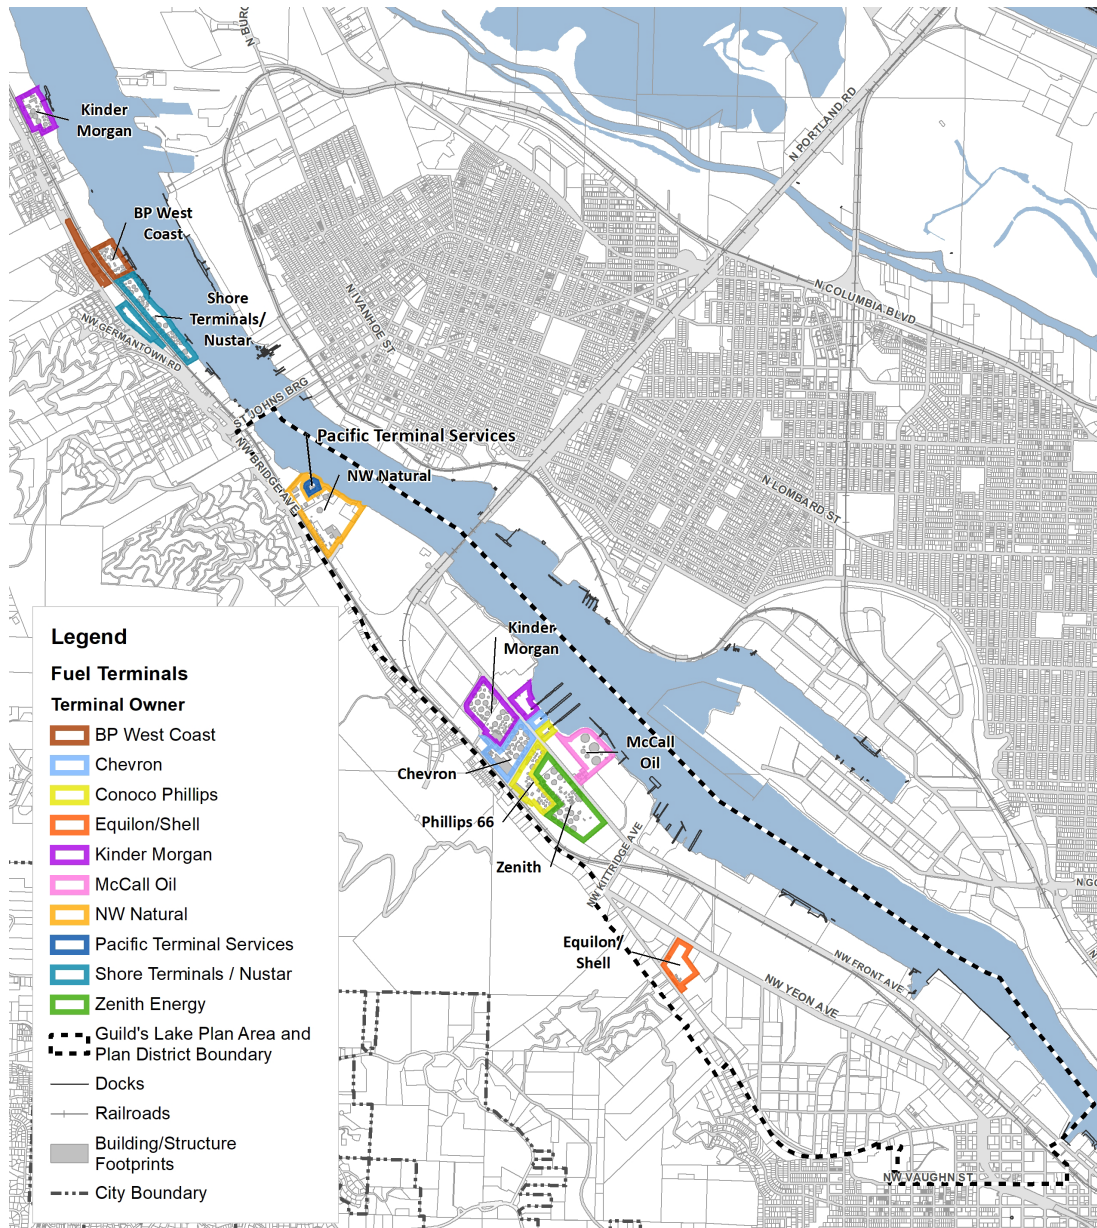 N BURG
Kinder
Morgan
N PORTLAND RD
BP West
Coast
N COLUMBIA BLVD
Shore
Terminals/
Nustar
N IVANHOE ST
NW GERMANTOWN RD
ST JOHNS BRG
Pacific Terminal Services
NW BRIDGE AVE
NW Natural
N LOMBARD ST
Kinder
Morgan
McCall
Oil
Chevron
Phillips 66
Zenith
NW KITTRIDGE AVE
N GO
Equilon/
Shell
NW FRONT AVE
NW YEON AVE
NW VAUGHN ST
Legend
Fuel Terminals
Terminal Owner
BP West Coast
Chevron
Conoco Phillips
Equilon/Shell
Kinder Morgan
McCall Oil
NW Natural
Pacific Terminal Services
Shore Terminals / Nustar
Zenith Energy
Guild's Lake Plan Area and
Plan District Boundary
Docks
Railroads
Building/Structure
Footprints
City Boundary